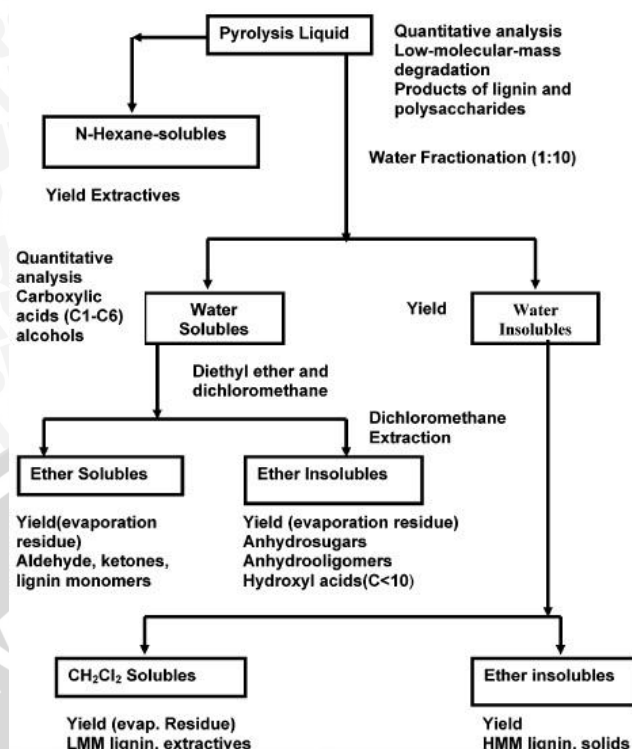 Pyrolysis Liquid
Quantitative analysis
Low-molecular-mass
degradation
Products of lignin and
polysaccharides
N-Hexane-solubles
Water Fractionation (1:10)
Yield Extractives
Quantitative
analysis
Carboxylic
acids (C1-C6)
alcohols
Water
Solubles
Yield
Water
Insolubles
Diethyl ether and
dichloromethane
Dichloromethane
Extraction
Ether Solubles
Ether Insolubles
Yield(evaporation
residue)
Aldehyde, ketones,
lignin monomers
Yield (evaporation residue)
Anhydrosugars
Anhydrooligomers
Hydroxyl acids(C<10)
CH₂Cl₂ Solubles
Ether insolubles
Yield (evap. Residue)
LMM lignin, extractives
Yield
HMM lignin, solids